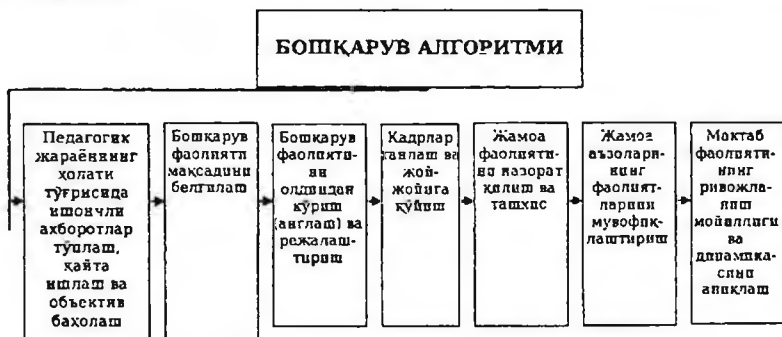 БОШҚАРУВ АЛГОРИТМИ
Педагогик
жараённинг
ҳолати
тўғрисида
ишончли
ахборотлар
тўплаш,
қайта
ишлаш ва
объектив
баҳолаш
Бошқарув
фаолияти
мақсадини
белгилаш
Бошқарув
фаолияти-
ни
олдиндан
кўриш
(англаш) ва
режалаш-
тириш
Кадрлар
танлаш ва
жой-
жойига
қўйиш
Жамоа
фаолияти-
ни назорат
қилиш ва
ташхис
Жамоа
аъзолари-
нинг
фаолият-
ларини
мувофиқ-
лаштириш
Мактаб
фаолияти-
нинг
ривожла-
ниш
мойиллиги
ва
динамика-
сини
аниқлаш